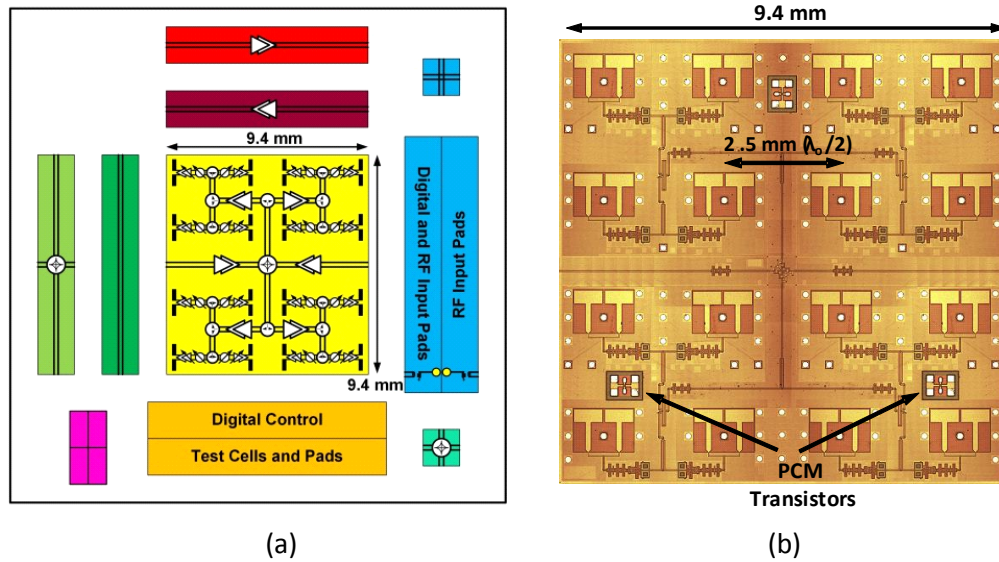 9.4 mm
9.4 mm
Digital and RF Input Pads
RF Input Pads
Digital Control
Test Cells and Pads
(a)
9.4 mm
2.5 mm (λo/2)
PCM
Transistors
(b)